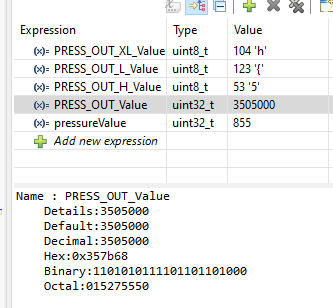 Expression Type Value
(x)= PRESS_OUT_XL_Value uint8_t 104 'h'
(x)= PRESS_OUT_L_Value uint8_t 123 '{'
(x)= PRESS_OUT_H_Value uint8_t 53 '5'
(x)= PRESS_OUT_Value uint32_t 3505000
(x)= pressureValue uint32_t 855
Add new expression
Name : PRESS_OUT_Value
Details:3505000
Default:3505000
Decimal:3505000
Hex:0x357b68
Binary:1101010111101101101000
Octal:015275550